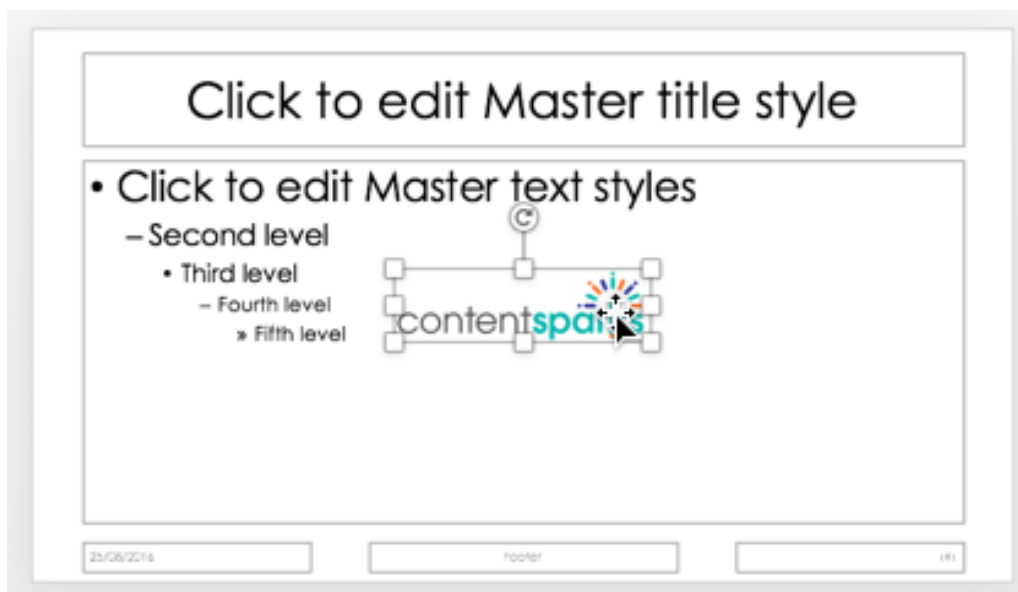 Click to edit Master title style
• Click to edit Master text styles
– Second level
• Third level
– Fourth level
» Fifth level
contentsparks
25/08/2016
Footer